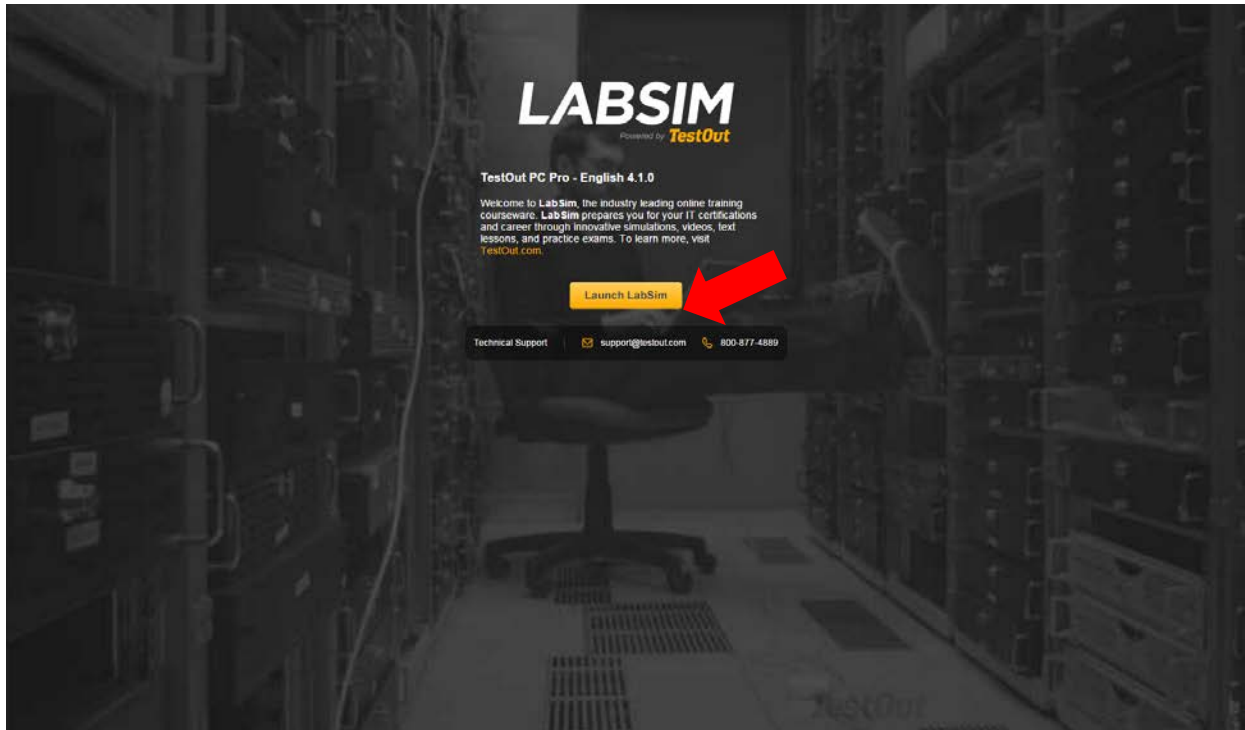 LABSIM
Powered by TestOut
TestOut PC Pro - English 4.1.0
Welcome to LabSim, the industry leading online training
courseware. LabSim prepares you for your IT certifications
and career through innovative simulations, videos, text
lessons, and practice exams. To learn more, visit
TestOut.com.
Launch LabSim
Technical Support support@testout.com 800-877-4889
TestOut